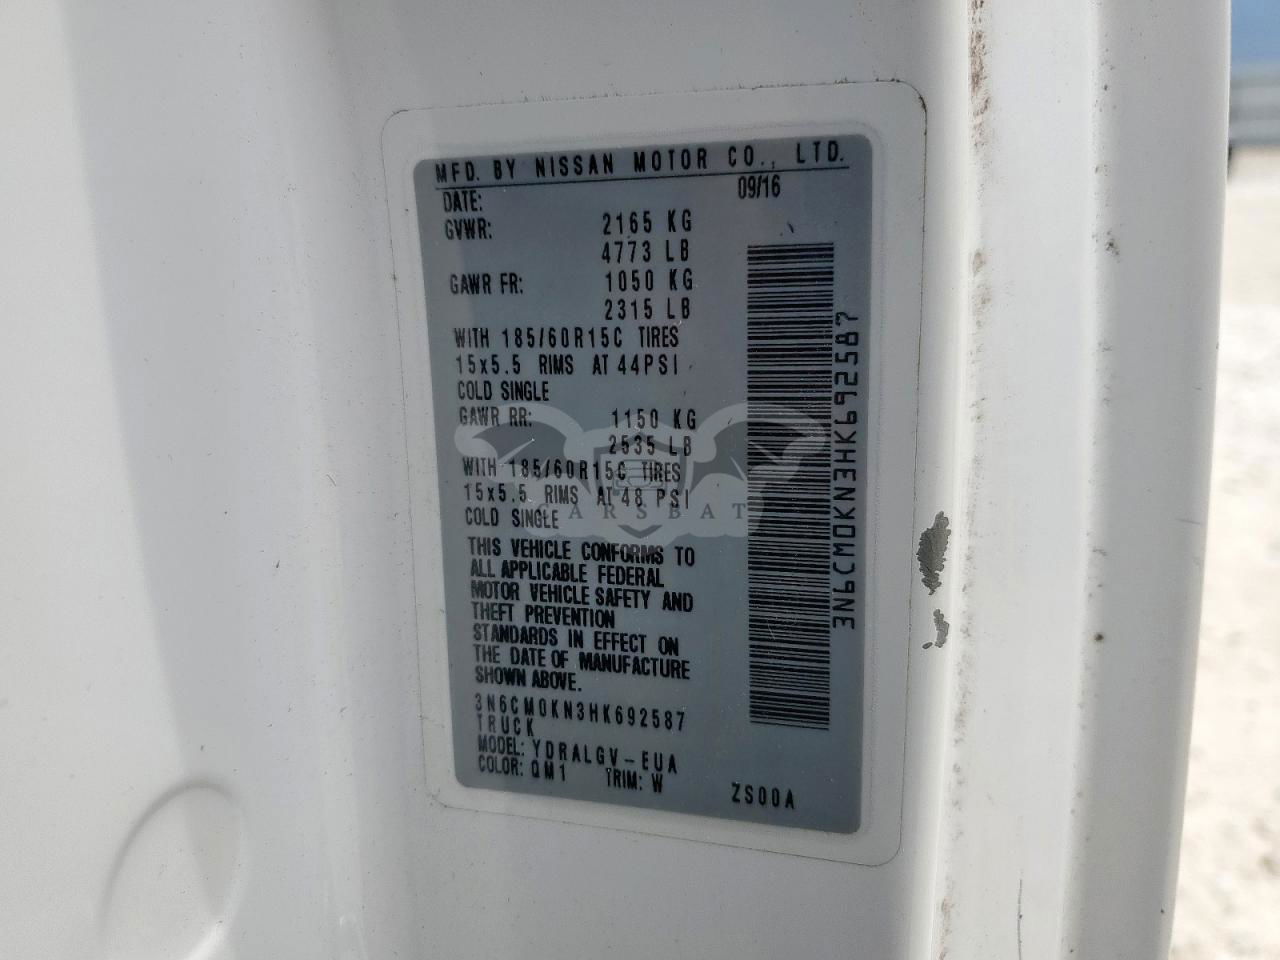 MFD. BY NISSAN MOTOR CO., LTD.
DATE: 09/16
GVWR: 2165 KG
4773 LB
GAWR FR: 1050 KG
2315 LB
WITH 185/60R15C TIRES
15x5.5 RIMS AT 44PSI
COLD SINGLE
GAWR RR: 1150 KG
2535 LB
WITH 185/60R15C TIRES
15x5.5 RIMS AT 48 PSI
COLD SINGLE
CARSBAT
THIS VEHICLE CONFORMS TO
ALL APPLICABLE FEDERAL
MOTOR VEHICLE SAFETY AND
THEFT PREVENTION
STANDARDS IN EFFECT ON
THE DATE OF MANUFACTURE
SHOWN ABOVE.
3N6CM0KN3HK692587
TRUCK
MODEL: YDRALGV-EUA
COLOR: QM1 TRIM: W ZS00A
3N6CM0KN3HK692587